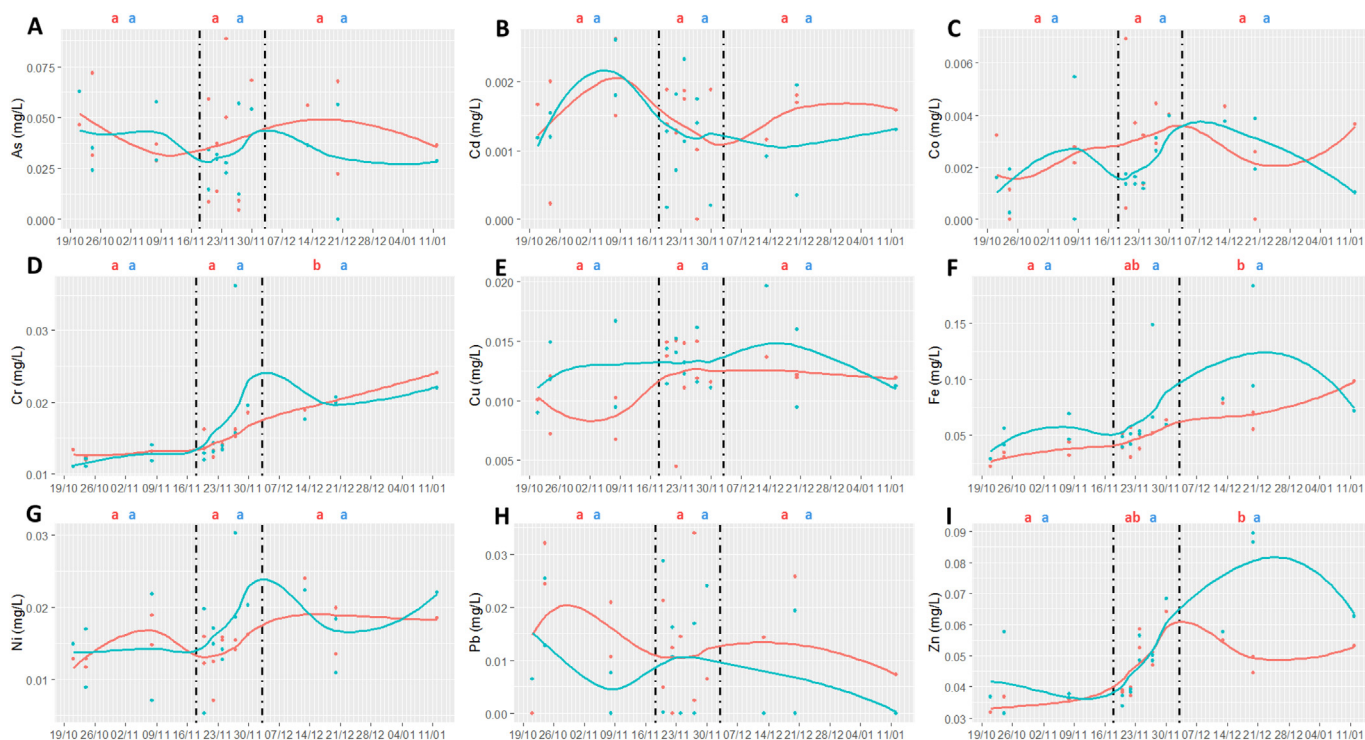 a a a a a a
A
As (mg/L)
0.075
0.050
0.025
0.000
19/10 26/10 02/11 09/11 16/11 23/11 30/11 07/12 14/12 21/12 28/12 04/01 11/01
a a a a a a
B
Cd (mg/L)
0.002
0.001
0.000
19/10 26/10 02/11 09/11 16/11 23/11 30/11 07/12 14/12 21/12 28/12 04/01 11/01
a a a a a a
C
Co (mg/L)
0.006
0.004
0.002
0.000
19/10 26/10 02/11 09/11 16/11 23/11 30/11 07/12 14/12 21/12 28/12 04/01 11/01
a a a a b a
D
Cr (mg/L)
0.03
0.02
0.01
19/10 26/10 02/11 09/11 16/11 23/11 30/11 07/12 14/12 21/12 28/12 04/01 11/01
a a a a a a
E
Cu (mg/L)
0.020
0.015
0.010
0.005
19/10 26/10 02/11 09/11 16/11 23/11 30/11 07/12 14/12 21/12 28/12 04/01 11/01
a a ab a b a
F
Fe (mg/L)
0.15
0.10
0.05
19/10 26/10 02/11 09/11 16/11 23/11 30/11 07/12 14/12 21/12 28/12 04/01 11/01
a a a a a a
G
Ni (mg/L)
0.03
0.02
0.01
19/10 26/10 02/11 09/11 16/11 23/11 30/11 07/12 14/12 21/12 28/12 04/01 11/01
a a a a a a
H
Pb (mg/L)
0.03
0.02
0.01
0.00
19/10 26/10 02/11 09/11 16/11 23/11 30/11 07/12 14/12 21/12 28/12 04/01 11/01
a a ab a b a
I
Zn (mg/L)
0.09
0.08
0.07
0.06
0.05
0.04
0.03
19/10 26/10 02/11 09/11 16/11 23/11 30/11 07/12 14/12 21/12 28/12 04/01 11/01